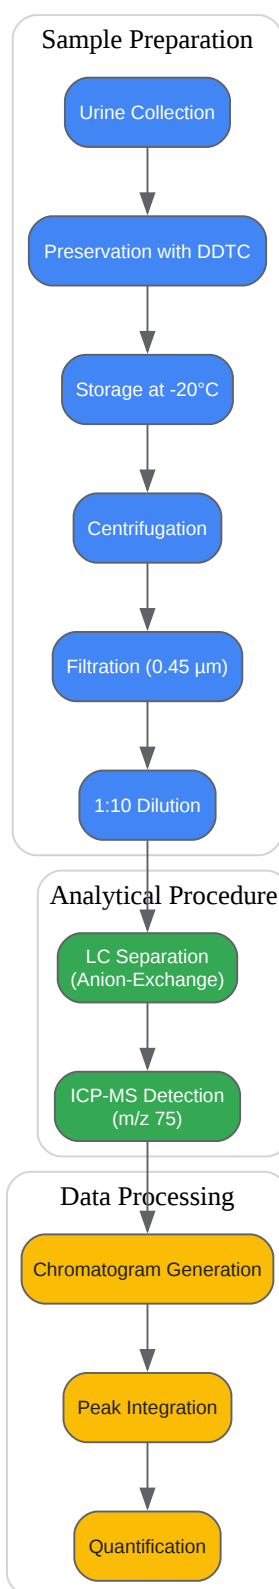 Sample Preparation
Urine Collection
Preservation with DDTC
Storage at -20°C
Centrifugation
Filtration (0.45 µm)
1:10 Dilution
Analytical Procedure
LC Separation
(Anion-Exchange)
ICP-MS Detection
(m/z 75)
Data Processing
Chromatogram Generation
Peak Integration
Quantification